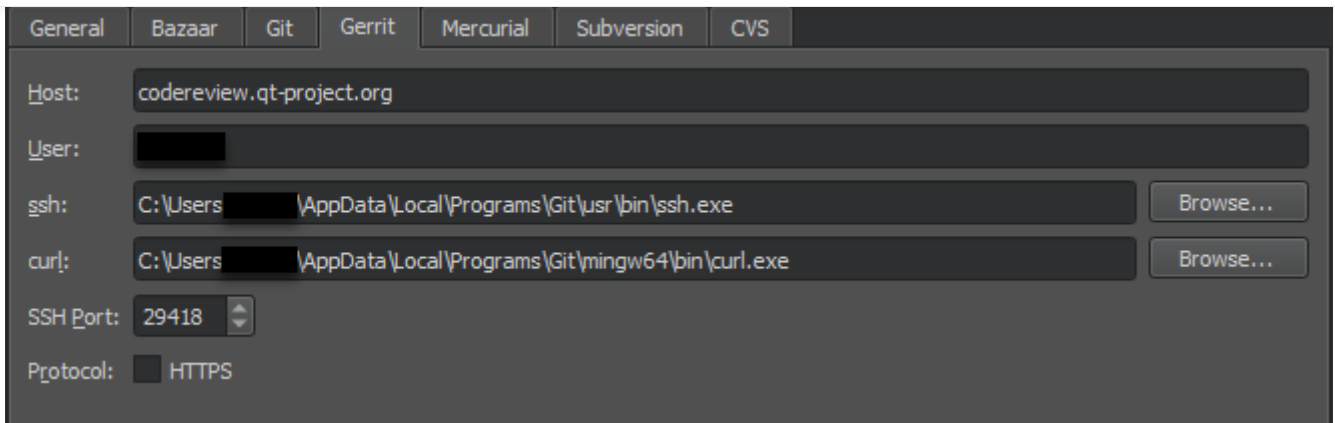 General Bazaar Git Gerrit Mercurial Subversion CVS
Host: codereview.qt-project.org
User:
ssh: C:\Users \AppData\Local\Programs\Git\usr\bin\ssh.exe Browse...
curl: C:\Users \AppData\Local\Programs\Git\mingw64\bin\curl.exe Browse...
SSH Port: 29418
Protocol: HTTPS